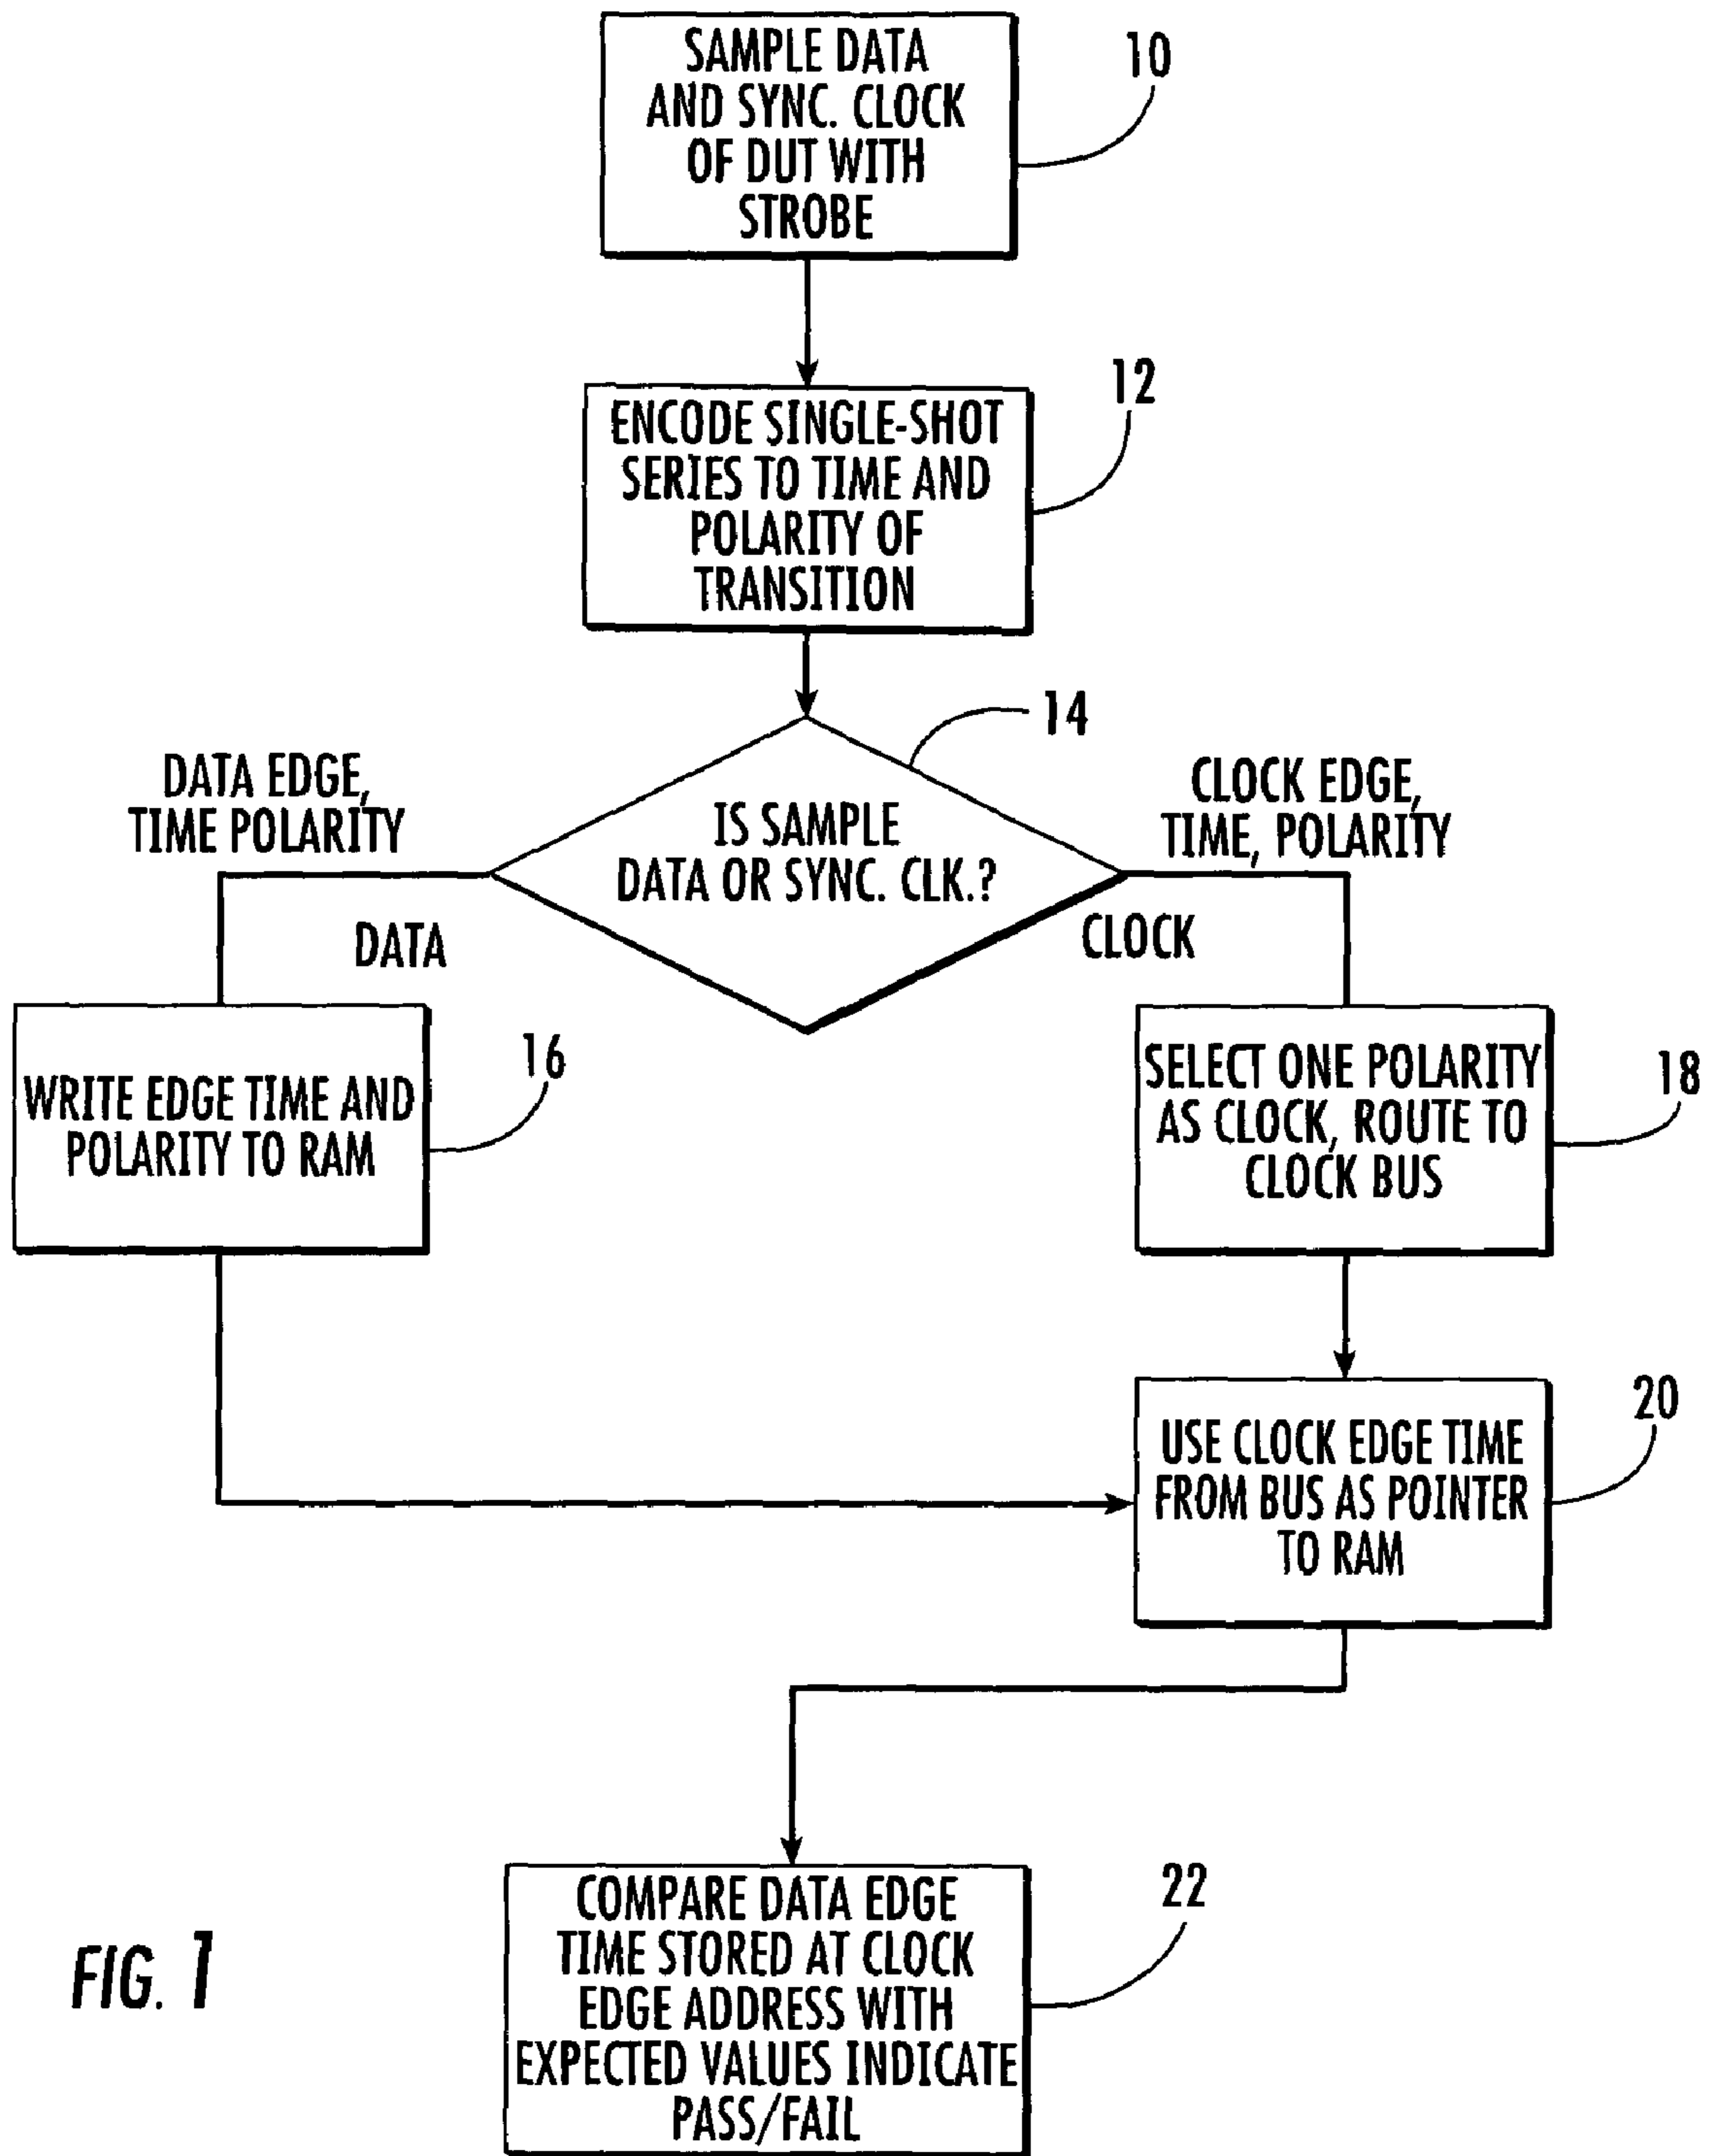 SAMPLE DATA
AND SYNC. CLOCK
OF DUT WITH
STROBE
10
ENCODE SINGLE-SHOT
SERIES TO TIME AND
POLARITY OF
TRANSITION
12
14
IS SAMPLE
DATA OR SYNC. CLK.?
DATA EDGE,
TIME POLARITY
DATA
CLOCK EDGE,
TIME, POLARITY
CLOCK
WRITE EDGE TIME AND
POLARITY TO RAM
16
SELECT ONE POLARITY
AS CLOCK, ROUTE TO
CLOCK BUS
18
USE CLOCK EDGE TIME
FROM BUS AS POINTER
TO RAM
20
COMPARE DATA EDGE
TIME STORED AT CLOCK
EDGE ADDRESS WITH
EXPECTED VALUES INDICATE
PASS/FAIL
22
FIG. 1